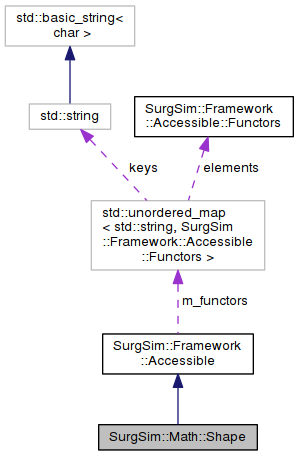 std::basic_string<
char >
std::string
SurgSim::Framework
::Accessible::Functors
keys
elements
std::unordered_map
< std::string, SurgSim
::Framework::Accessible
::Functors >
m_functors
SurgSim::Framework
::Accessible
SurgSim::Math::Shape